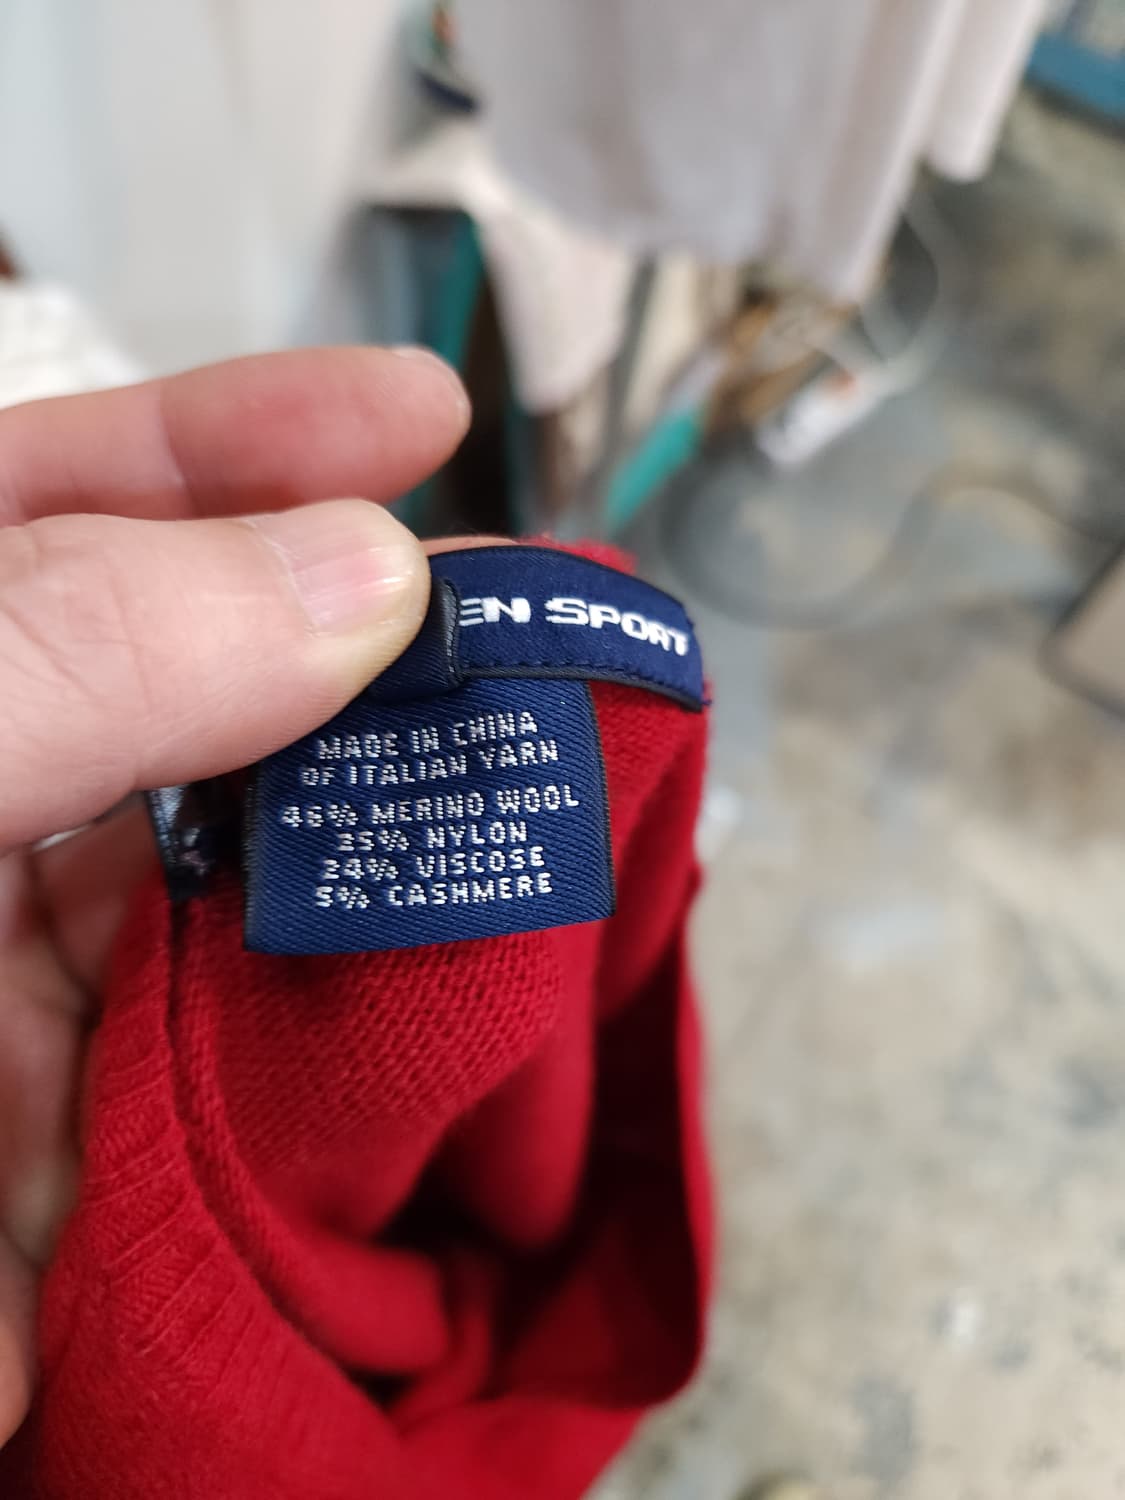 EN SPORT
MADE IN CHINA
OF ITALIAN YARN
46% MERINO WOOL
25% NYLON
24% VISCOSE
5% CASHMERE